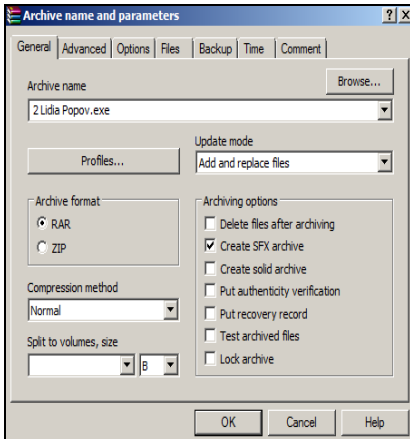 Archive name and parameters
General Advanced Options Files Backup Time Comment
Archive name
Browse...
2 Lidia Popov.exe
Update mode
Profiles...
Add and replace files
Archive format
RAR
ZIP
Archiving options
Delete files after archiving
Create SFX archive
Create solid archive
Put authenticity verification
Put recovery record
Test archived files
Lock archive
Compression method
Normal
Split to volumes, size
B
OK Cancel Help